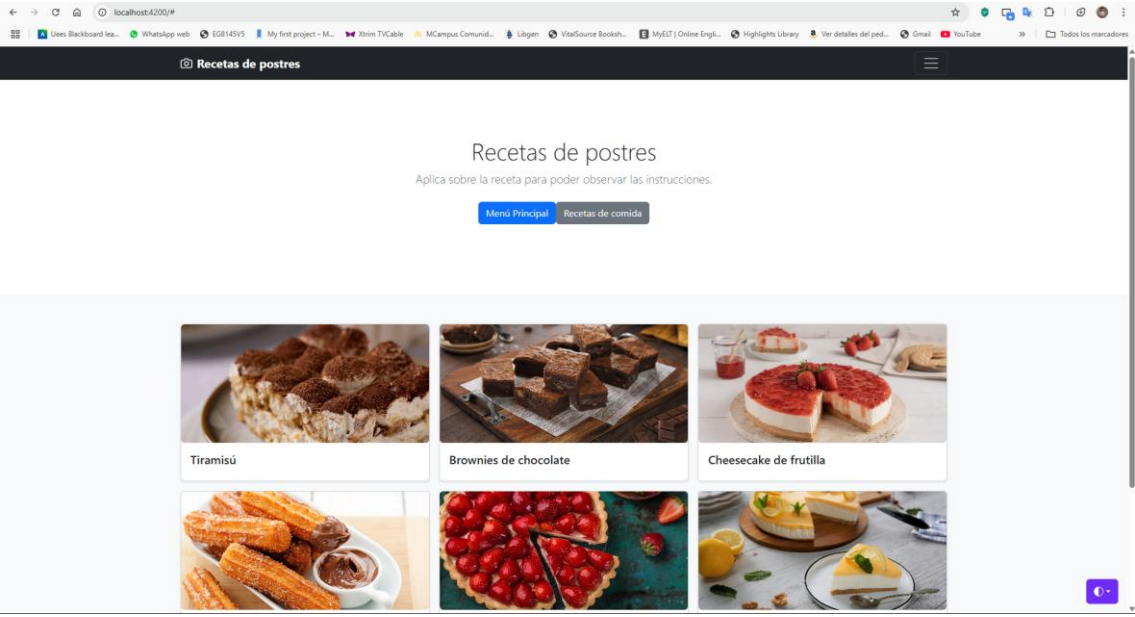 localhost:4200/#
Uees Blackboard lea... WhatsApp web EG8145V5 My first project – M... Xtrim TVCable MCampus Comunid... Libgen VitalSource Booksh... MyELT | Online Engli... Highlights Library Ver detalles del ped... Gmail YouTube » Todos los marcadores
Recetas de postres
Recetas de postres
Aplica sobre la receta para poder observar las instrucciones.
Menú Principal Recetas de comida
Tiramisú Brownies de chocolate Cheesecake de frutilla